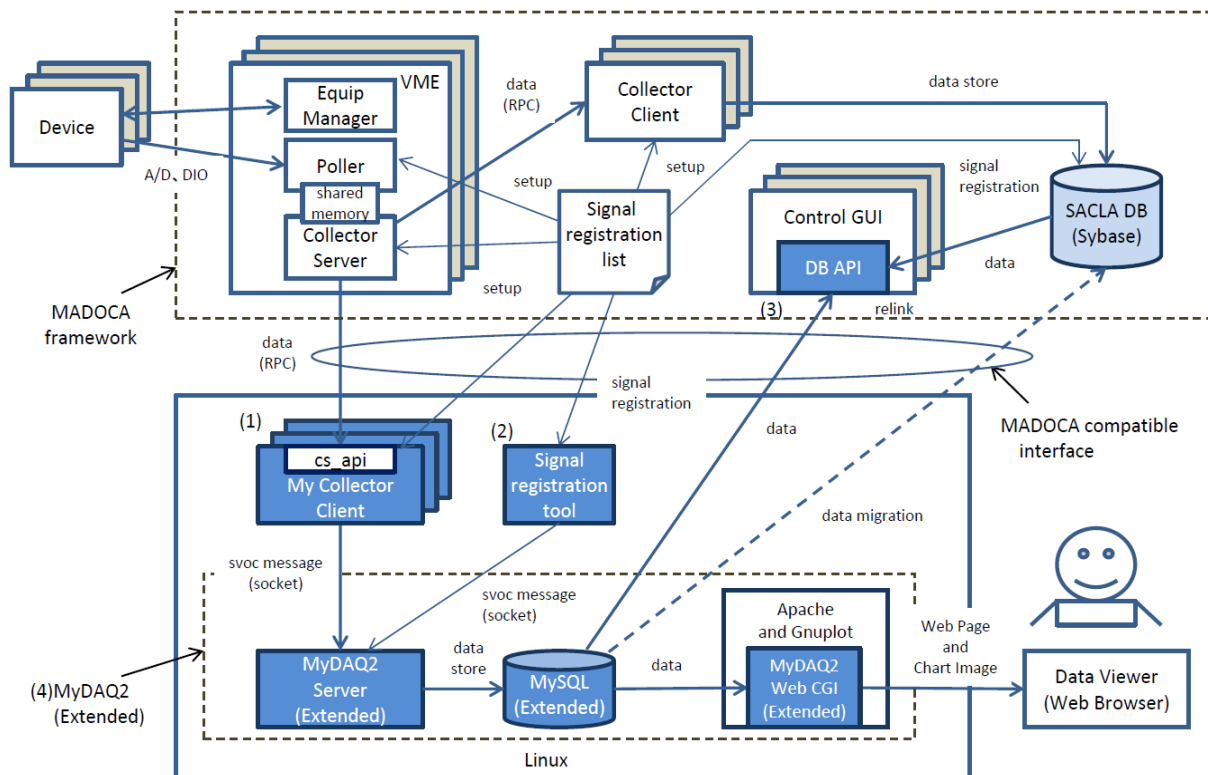 VME
Equip
Manager
Device
Poller
A/D、DIO
shared
memory
Collector
Server
data
(RPC)
Collector
Client
data store
setup
setup
setup
Signal
registration
list
signal
registration
Control GUI
DB API
(3)
relink
SACLA DB
(Sybase)
data
MADOCA
framework
data
(RPC)
signal
registration
MADOCA compatible
interface
(1)
cs_api
My Collector
Client
(2)
Signal
registration
tool
data
data migration
svoc message
(socket)
svoc message
(socket)
Apache
and Gnuplot
Web Page
and
Chart Image
(4)MyDAQ2
(Extended)
MyDAQ2
Server
(Extended)
data
store
MySQL
(Extended)
data
MyDAQ2
Web CGI
(Extended)
Data Viewer
(Web Browser)
Linux